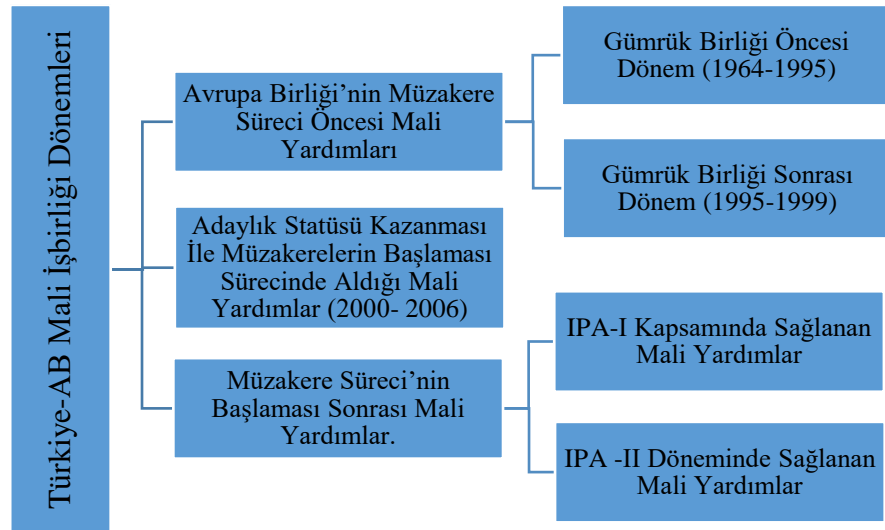 Türkiye-AB Mali İşbirliği Dönemleri
Avrupa Birliği’nin Müzakere
Süreci Öncesi Mali
Yardımları
Gümrük Birliği Öncesi
Dönem (1964-1995)
Gümrük Birliği Sonrası
Dönem (1995-1999)
Adaylık Statüsü Kazanması
İle Müzakerelerin Başlaması
Sürecinde Aldığı Mali
Yardımlar (2000- 2006)
Müzakere Süreci’nin
Başlaması Sonrası Mali
Yardımlar.
IPA-I Kapsamında Sağlanan
Mali Yardımlar
IPA -II Döneminde Sağlanan
Mali Yardımlar